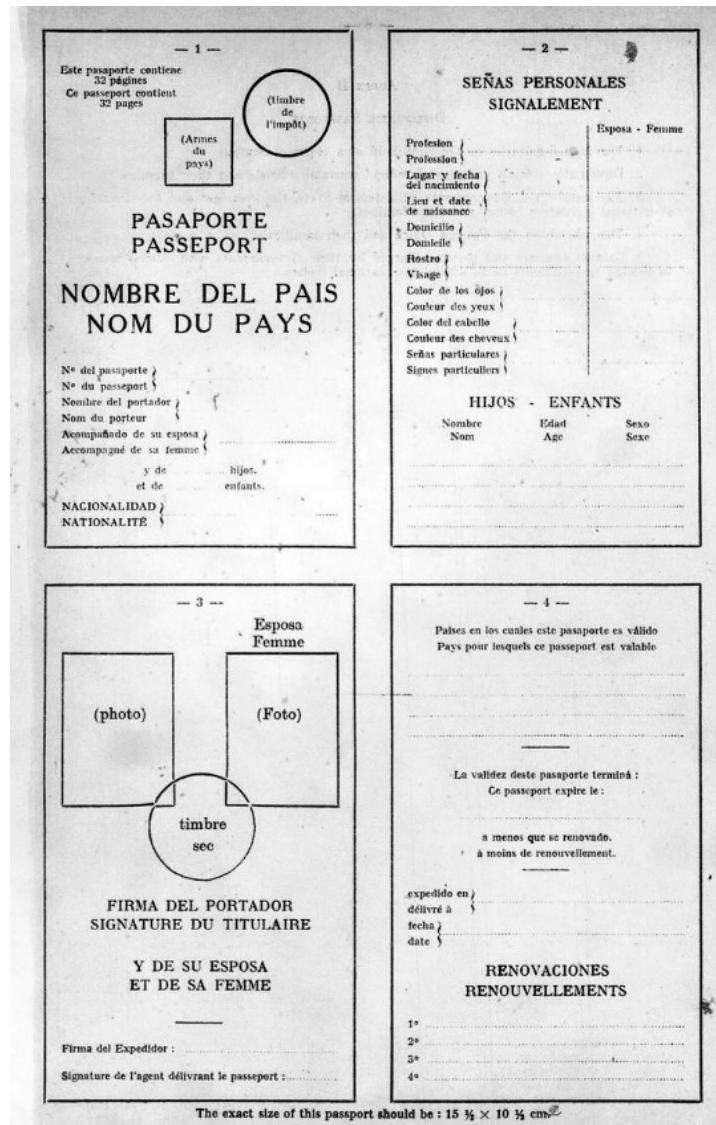 — 1 —
Este pasaporte contiene
32 páginas
Ce passeport contient
32 pages
(timbre
de
l'impôt)
(Armes
du
pays)
PASAPORTE
PASSEPORT
NOMBRE DEL PAIS
NOM DU PAYS
Nº del pasaporte
Nº du passeport
Nombre del portador
Nom du porteur
Acompañado de su esposa
Accompagné de sa femme
y de hijos.
et de enfants.
NACIONALIDAD
NATIONALITÉ
— 2 —
SEÑAS PERSONALES
SIGNALEMENT
Esposa - Femme
Profesion
Profession
Lugar y fecha
del nacimiento
Lieu et date
de naissance
Domicilio
Domicile
Rostro
Visage
Color de los ojos
Couleur des yeux
Color del cabello
Couleur des cheveux
Señas particulares
Signes particuliers
HIJOS - ENFANTS
Nombre Edad Sexo
Nom Age Sexe
— 3 —
Esposa
Femme
(photo) (Foto)
timbre
sec
FIRMA DEL PORTADOR
SIGNATURE DU TITULAIRE
Y DE SU ESPOSA
ET DE SA FEMME
Firma del Expedidor :
Signature de l'agent délivrant le passeport :
— 4 —
Paises en los cuales este pasaporte es válido
Pays pour lesquels ce passeport est valable
La validez deste pasaporte terminá :
Ce passeport expire le :
a menos que se renovado.
à moins de renouvellement.
expedido en
délivré à
fecha
date
RENOVACIONES
RENOUVELLEMENTS
1º
2º
3º
4º
The exact size of this passport should be : 15 ½ × 10 ½ cm.